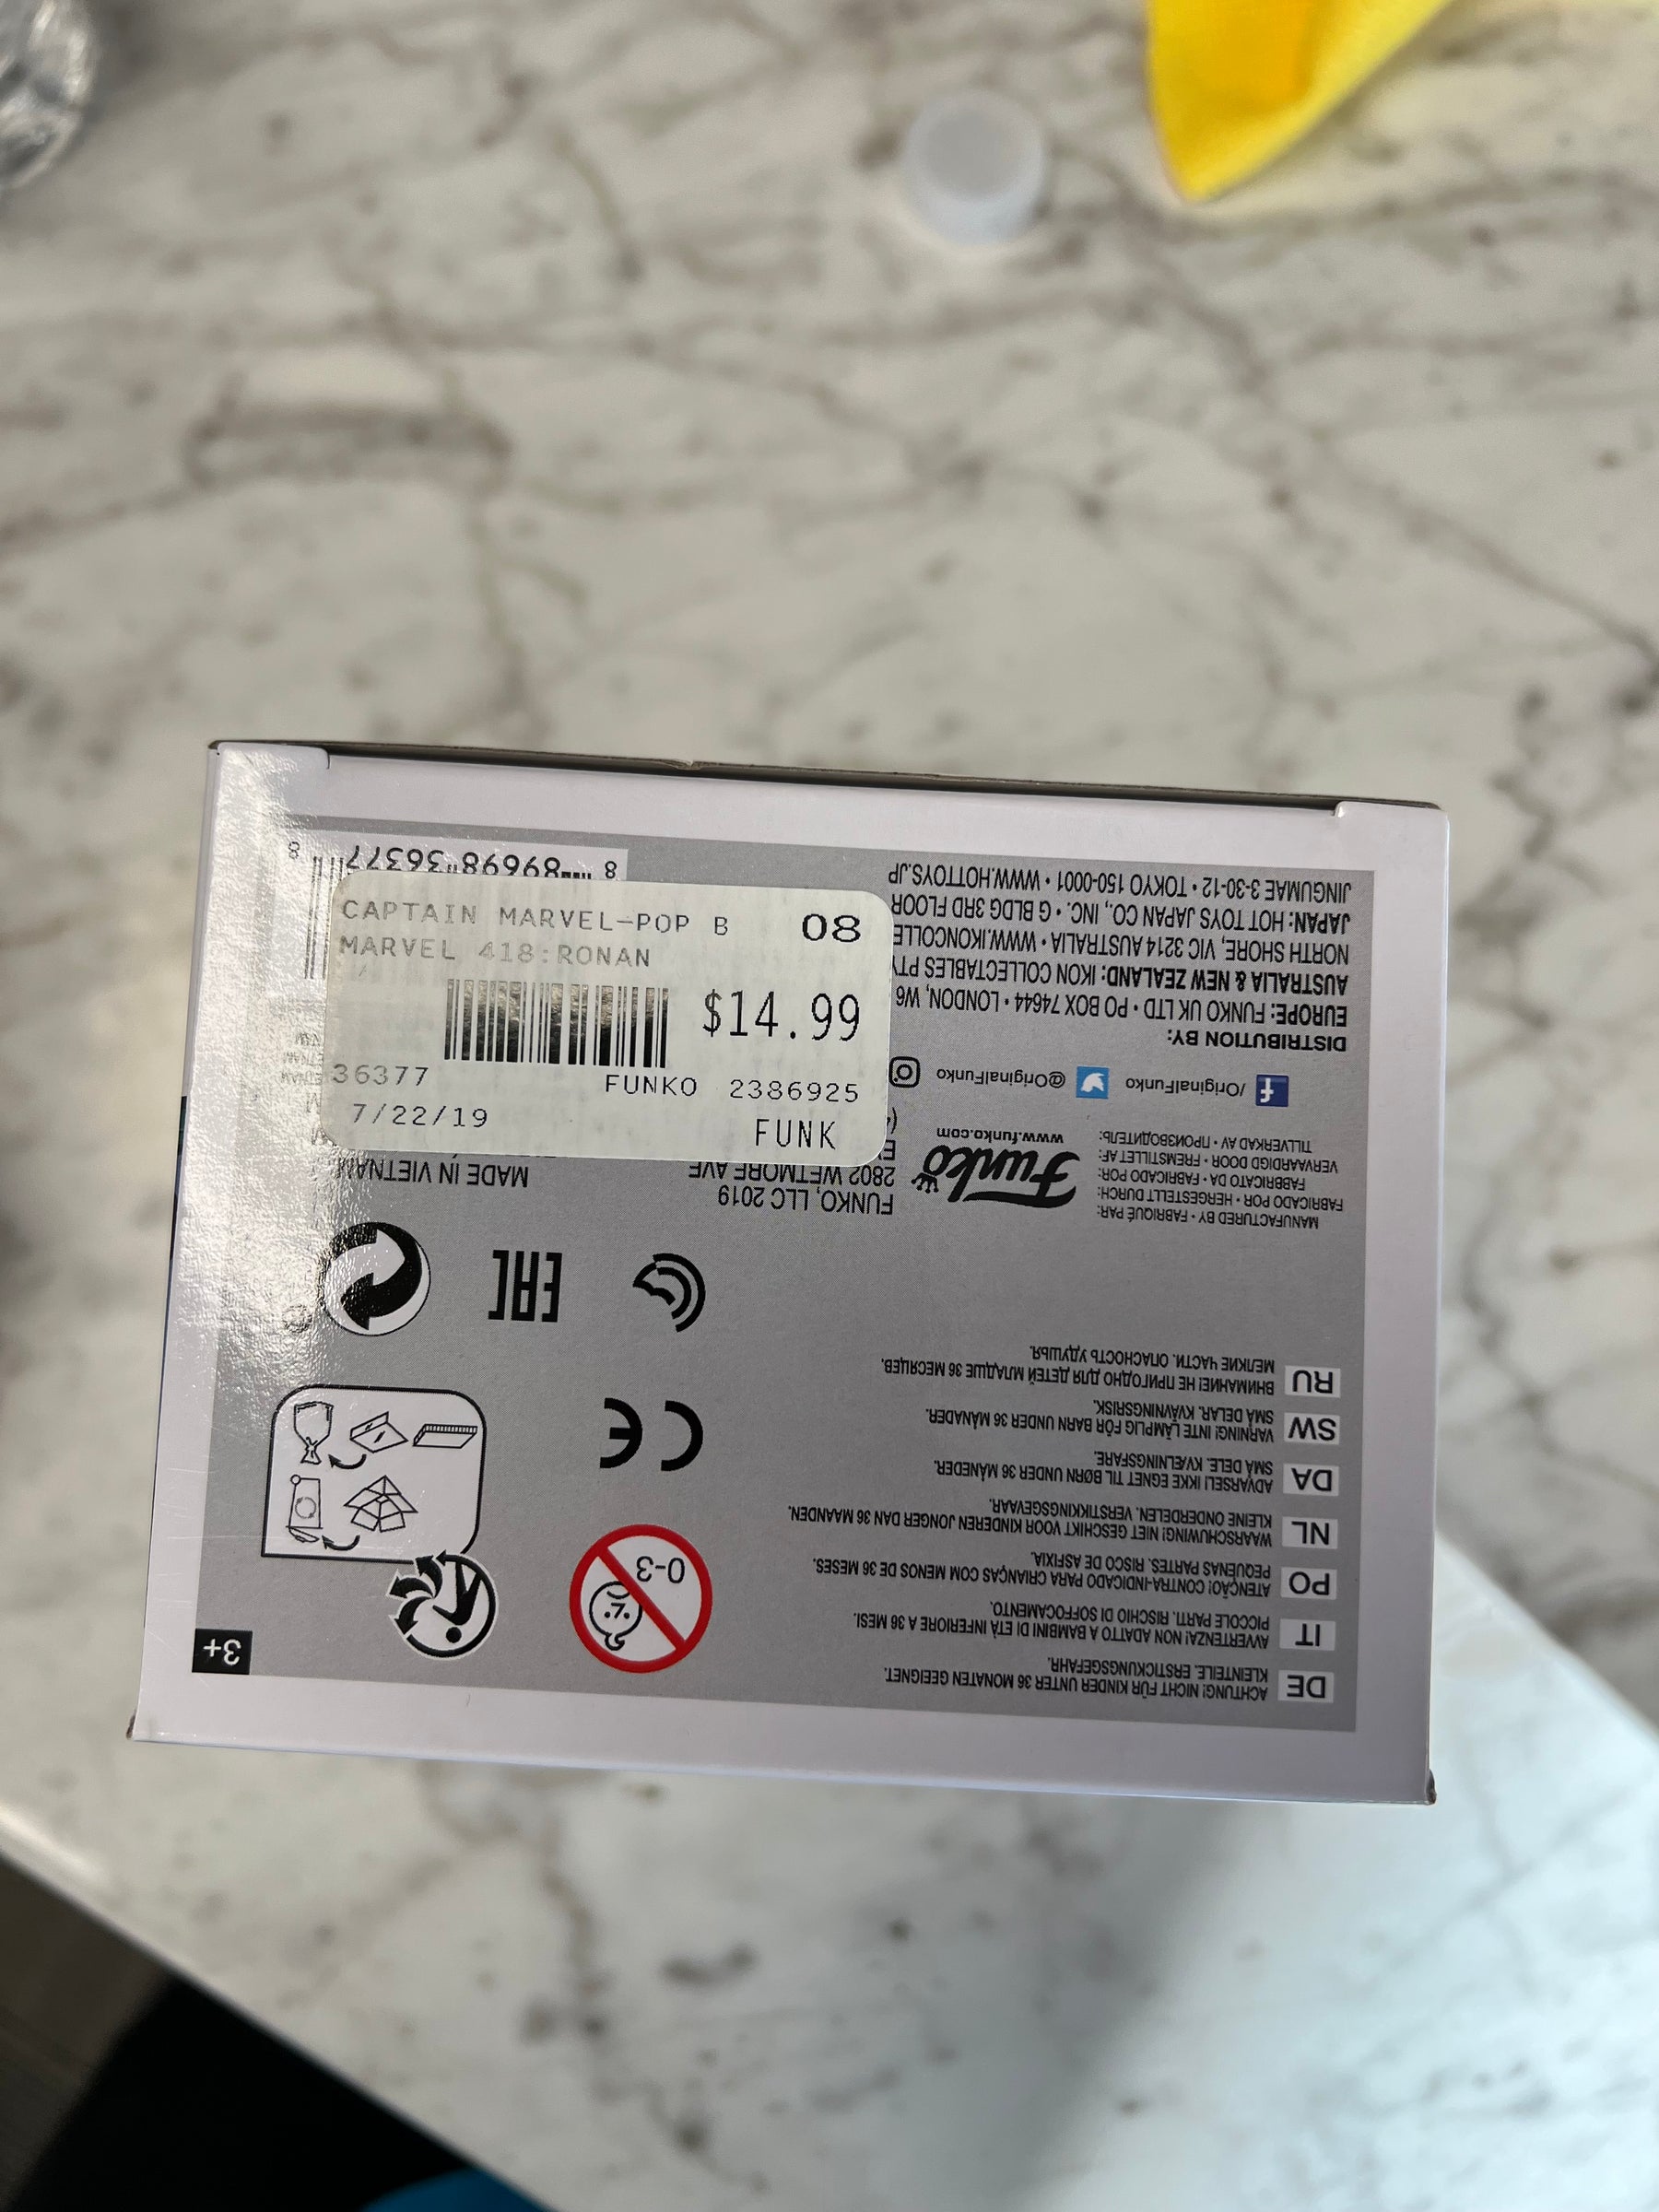 CAPTAIN MARVEL-POP B 08
MARVEL 418:RONAN
$14.99
36377 FUNKO 2386925
7/22/19 FUNK
DE ACHTUNG! NICHT FÜR KINDER UNTER 36 MONATEN GEEIGNET.
KLEINTEILE. ERSTICKUNGSGEFAHR.
IT AVVERTENZA! NON ADATTO A BAMBINI DI ETÀ INFERIORE A 36 MESI.
PICCOLE PARTI. RISCHIO DI SOFFOCAMENTO.
PO ATENÇÃO! CONTRA-INDICADO PARA CRIANÇAS COM MENOS DE 36 MESES.
PEQUENAS PARTES. RISCO DE ASFIXIA.
NL WAARSCHUWING! NIET GESCHIKT VOOR KINDEREN JONGER DAN 36 MAANDEN.
KLEINE ONDERDELEN. VERSTIKKINGSGEVAAR.
DA ADVARSEL! IKKE EGNET TIL BØRN UNDER 36 MÅNEDER.
SMÅ DELE. KVÆLNINGSFARE.
SW VARNING! INTE LÄMPLIG FÖR BARN UNDER 36 MÅNADER.
SMÅ DELAR. KVÄVNINGSRISK.
RU ВНИМАНИЕ! НЕ ПРИГОДНО ДЛЯ ДЕТЕЙ МЛАДШЕ 36 МЕСЯЦЕВ.
МЕЛКИЕ ЧАСТИ. ОПАСНОСТЬ УДУШЬЯ.
0-3
3+
CE
EAC
MANUFACTURED BY • FABRIQUÉ PAR:
FABRICADO POR • HERGESTELLT DURCH:
FABBRICATO DA • FABRICADO POR:
VERVAARDIGD DOOR • FREMSTILLET AF:
TILLVERKAD AV • ПРОИЗВОДИТЕЛЬ:
Funko
www.funko.com
FUNKO, LLC 2019
2802 WETMORE AVE
MADE IN VIETNAM
/OriginalFunko @OriginalFunko
DISTRIBUTION BY:
EUROPE: FUNKO UK LTD • PO BOX 74644 • LONDON, W6
AUSTRALIA & NEW ZEALAND: IKON COLLECTABLES PTY
NORTH SHORE, VIC 3214 AUSTRALIA • WWW.IKONCOLLE
JAPAN: HOT TOYS JAPAN CO., INC. • G BLDG 3RD FLOOR
JINGUMAE 3-30-12 • TOKYO 150-0001 • WWW.HOTTOYS.JP
8 89698 36377 8